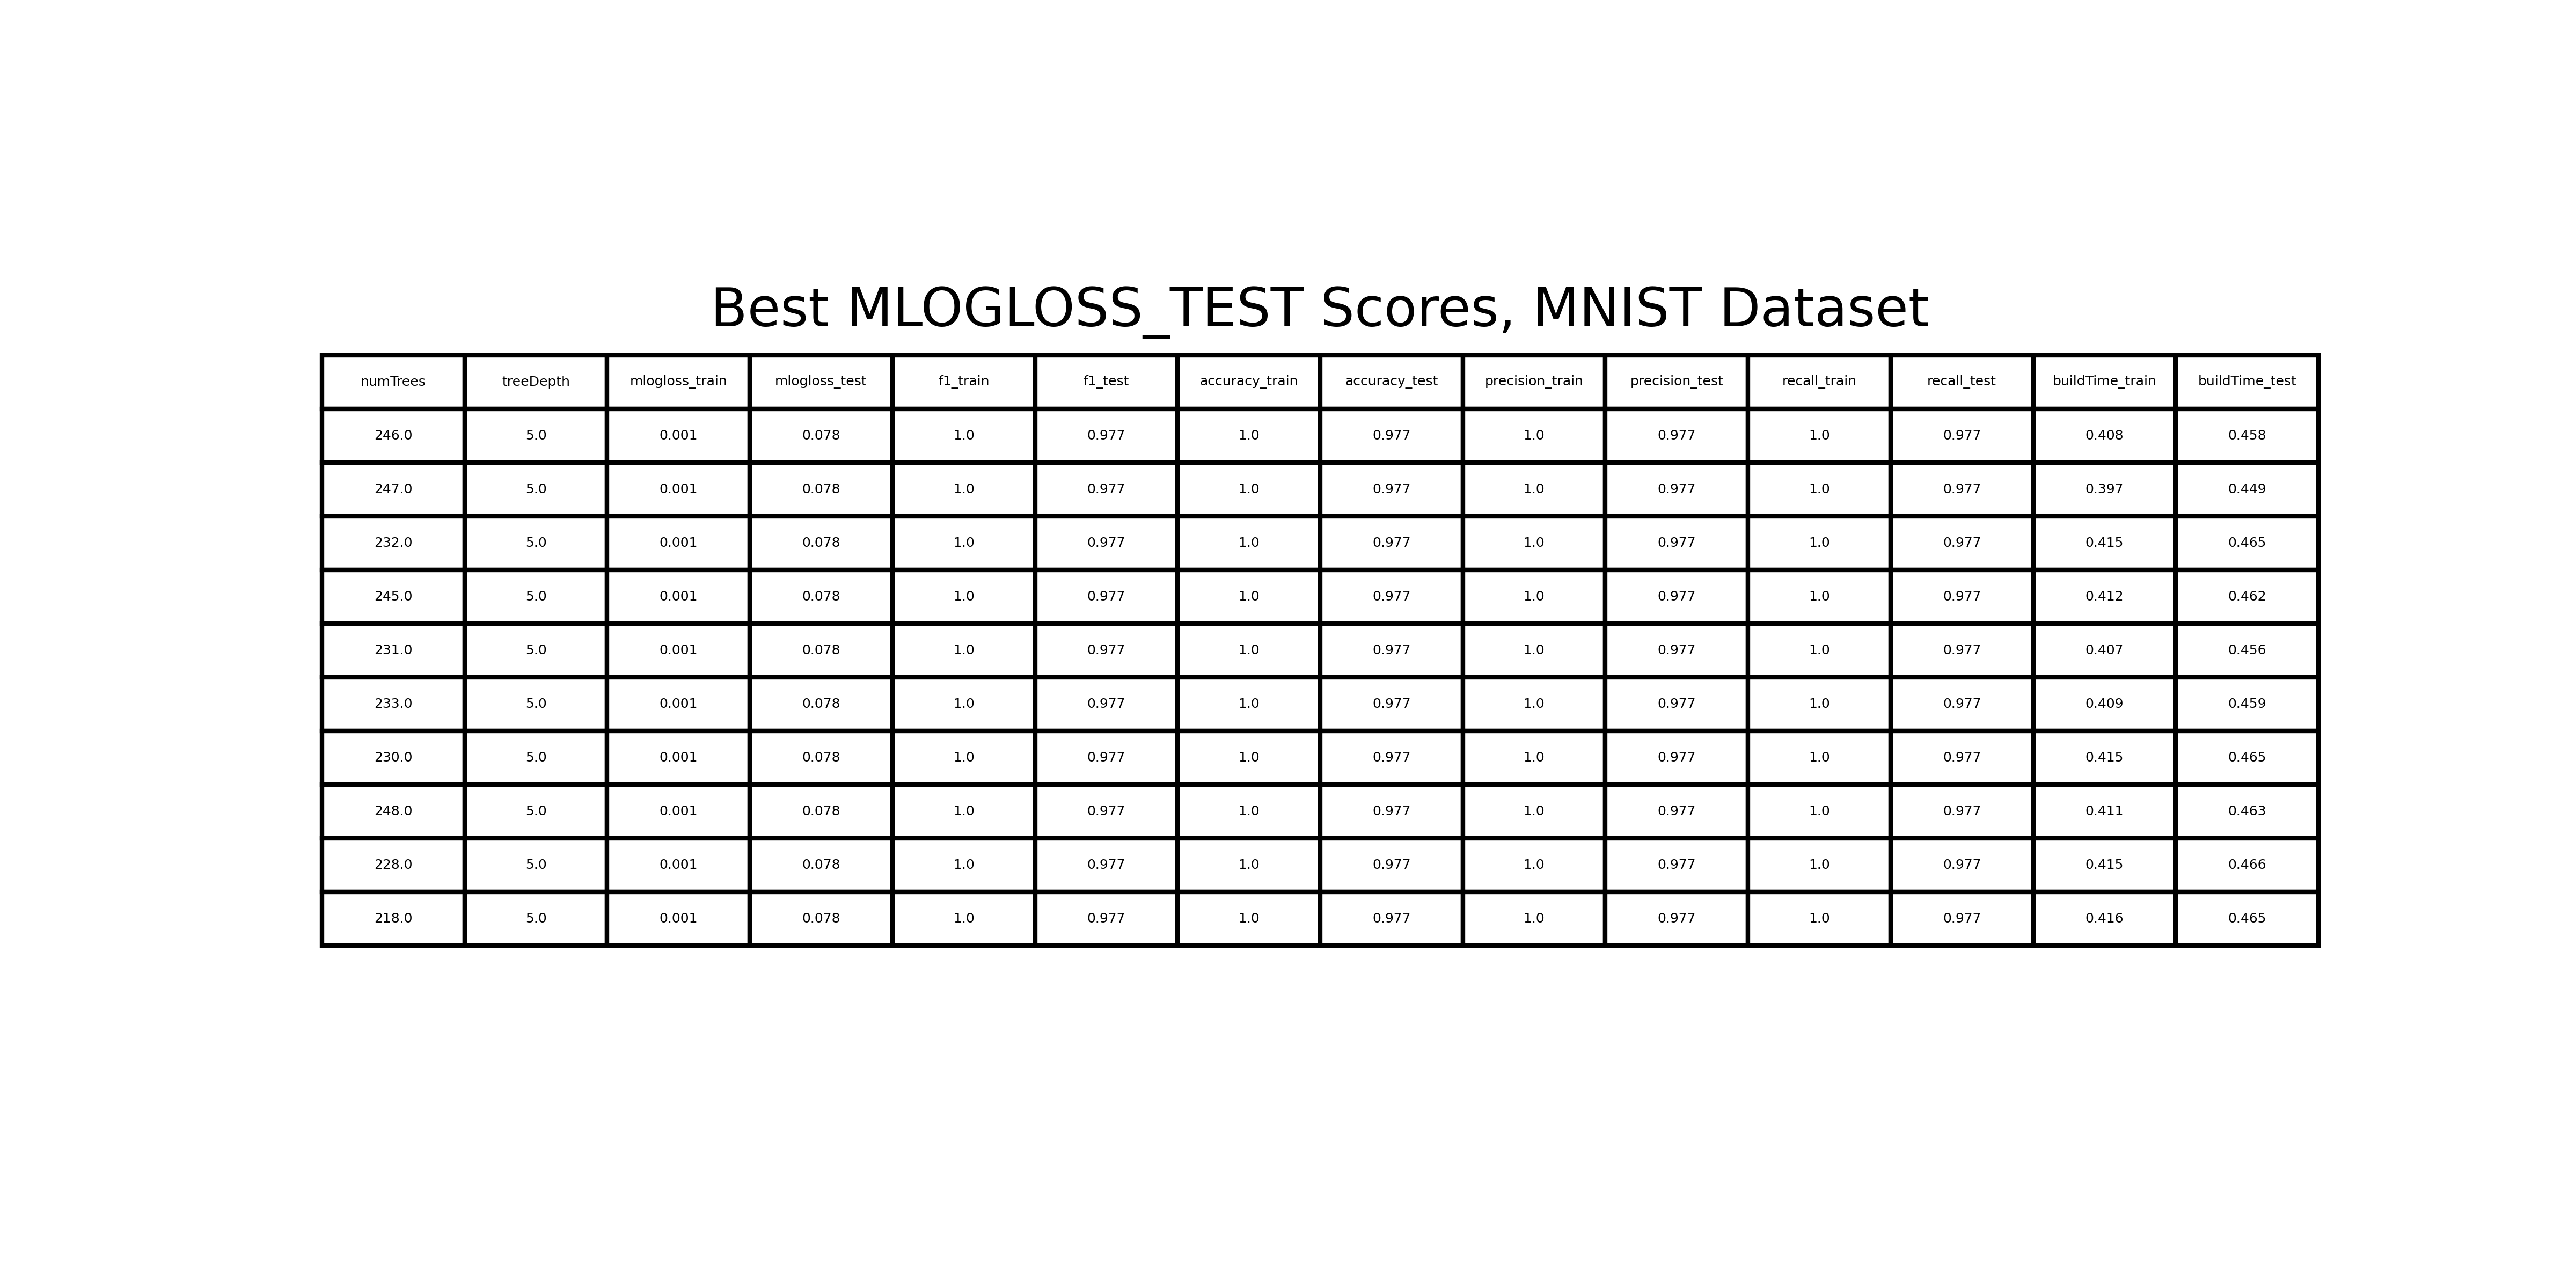 Best MLOGLOSS_TEST Scores, MNIST Dataset
numTrees treeDepth mlogloss_train mlogloss_test f1_train f1_test accuracy_train accuracy_test precision_train precision_test recall_train recall_test buildTime_train buildTime_test
246.0 5.0 0.001 0.078 1.0 0.977 1.0 0.977 1.0 0.977 1.0 0.977 0.408 0.458
247.0 5.0 0.001 0.078 1.0 0.977 1.0 0.977 1.0 0.977 1.0 0.977 0.397 0.449
232.0 5.0 0.001 0.078 1.0 0.977 1.0 0.977 1.0 0.977 1.0 0.977 0.415 0.465
245.0 5.0 0.001 0.078 1.0 0.977 1.0 0.977 1.0 0.977 1.0 0.977 0.412 0.462
231.0 5.0 0.001 0.078 1.0 0.977 1.0 0.977 1.0 0.977 1.0 0.977 0.407 0.456
233.0 5.0 0.001 0.078 1.0 0.977 1.0 0.977 1.0 0.977 1.0 0.977 0.409 0.459
230.0 5.0 0.001 0.078 1.0 0.977 1.0 0.977 1.0 0.977 1.0 0.977 0.415 0.465
248.0 5.0 0.001 0.078 1.0 0.977 1.0 0.977 1.0 0.977 1.0 0.977 0.411 0.463
228.0 5.0 0.001 0.078 1.0 0.977 1.0 0.977 1.0 0.977 1.0 0.977 0.415 0.466
218.0 5.0 0.001 0.078 1.0 0.977 1.0 0.977 1.0 0.977 1.0 0.977 0.416 0.465